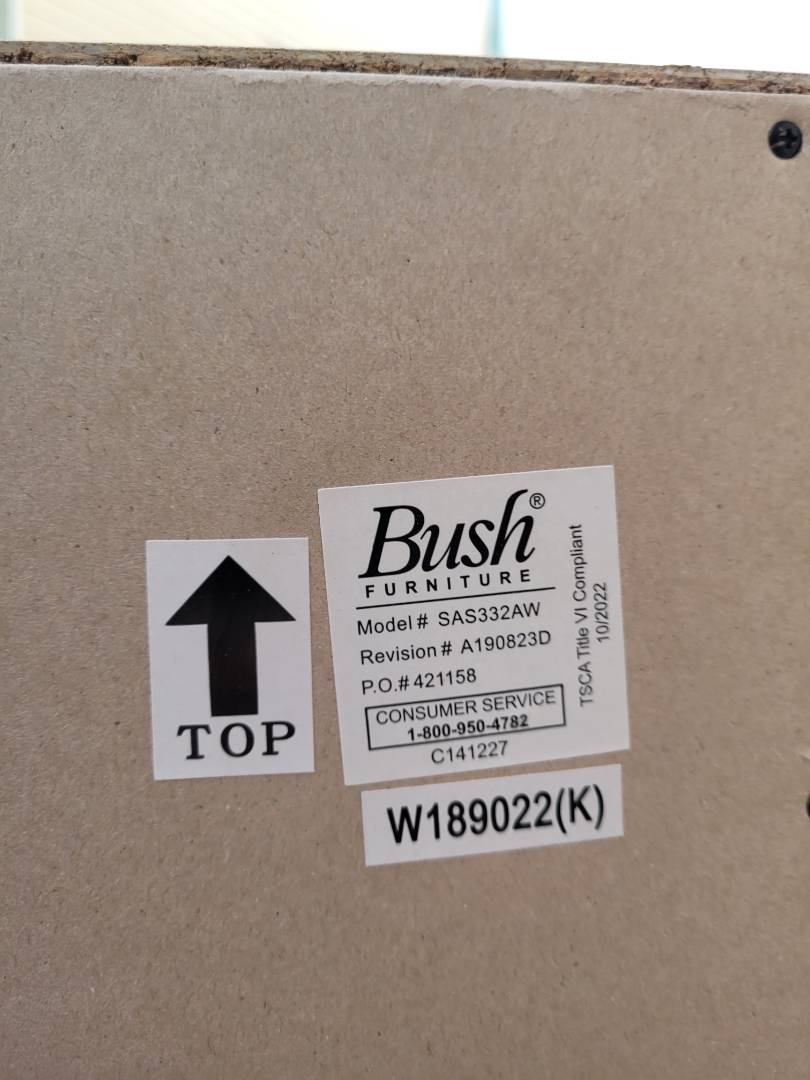 TOP
Bush®
FURNITURE
Model # SAS332AW
Revision # A190823D
P.O.# 421158
CONSUMER SERVICE
1-800-950-4782
C141227
TSCA Title VI Compliant
10/2022
W189022(K)